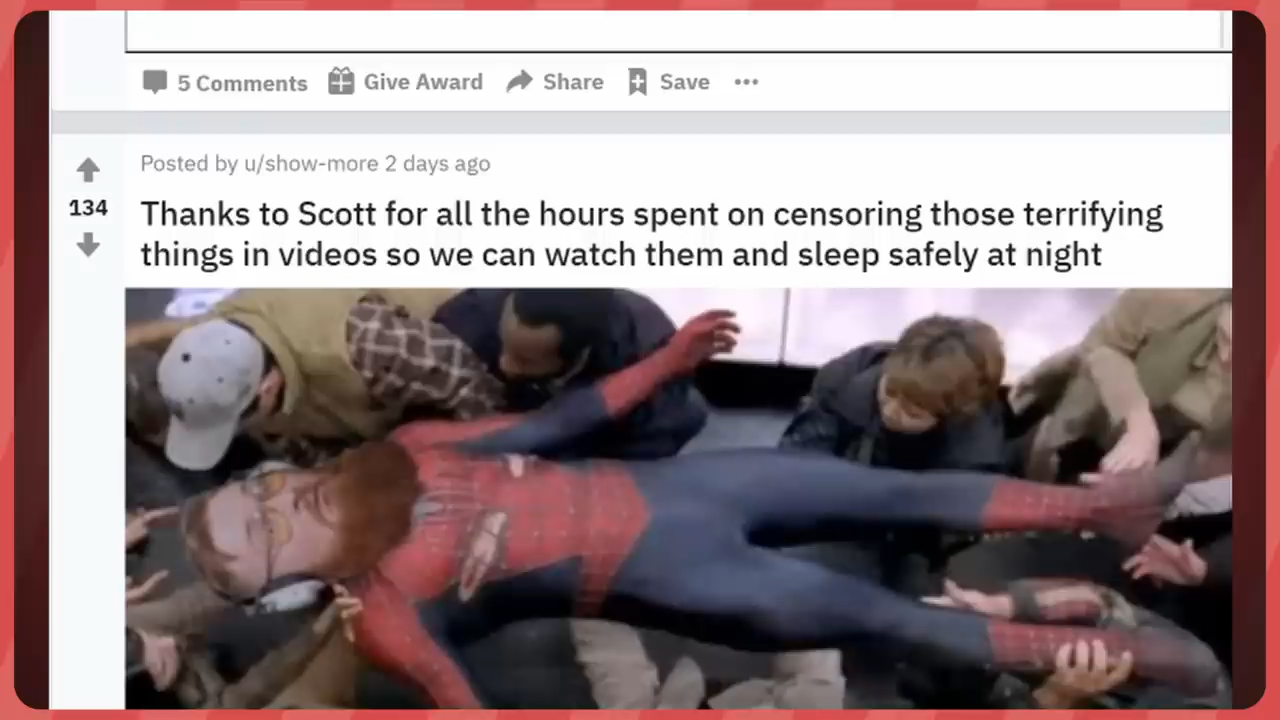 5 Comments Give Award Share Save
Posted by u/show-more 2 days ago
134
Thanks to Scott for all the hours spent on censoring those terrifying
things in videos so we can watch them and sleep safely at night